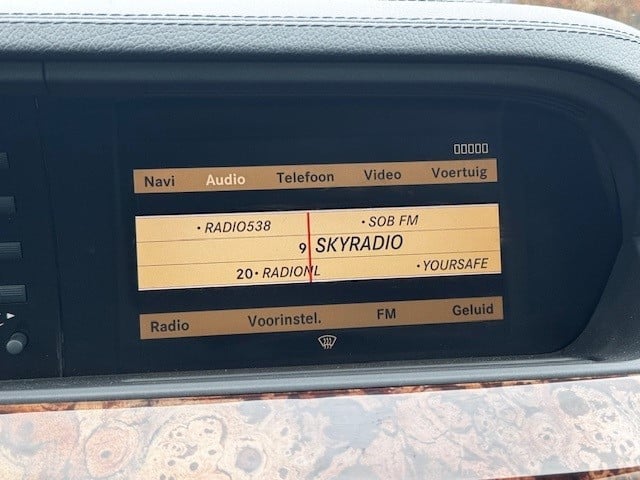 Navi Audio Telefoon Video Voertuig
• RADIO538 • SOB FM
9 SKYRADIO
20• RADIONL • YOURSAFE
Radio Voorinstel. FM Geluid